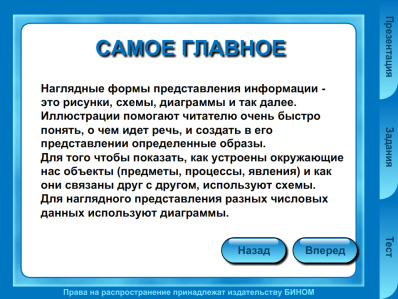 САМОЕ ГЛАВНОЕ
Наглядные формы представления информации -
это рисунки, схемы, диаграммы и так далее.
Иллюстрации помогают читателю очень быстро
понять, о чем идет речь, и создать в его
представлении определенные образы.
Для того чтобы показать, как устроены окружающие
нас объекты (предметы, процессы, явления) и как
они связаны друг с другом, используют схемы.
Для наглядного представления разных числовых
данных используют диаграммы.
Назад
Вперед
Права на распространение принадлежат издательству БИНОМ
Презентация
Задания
Тест